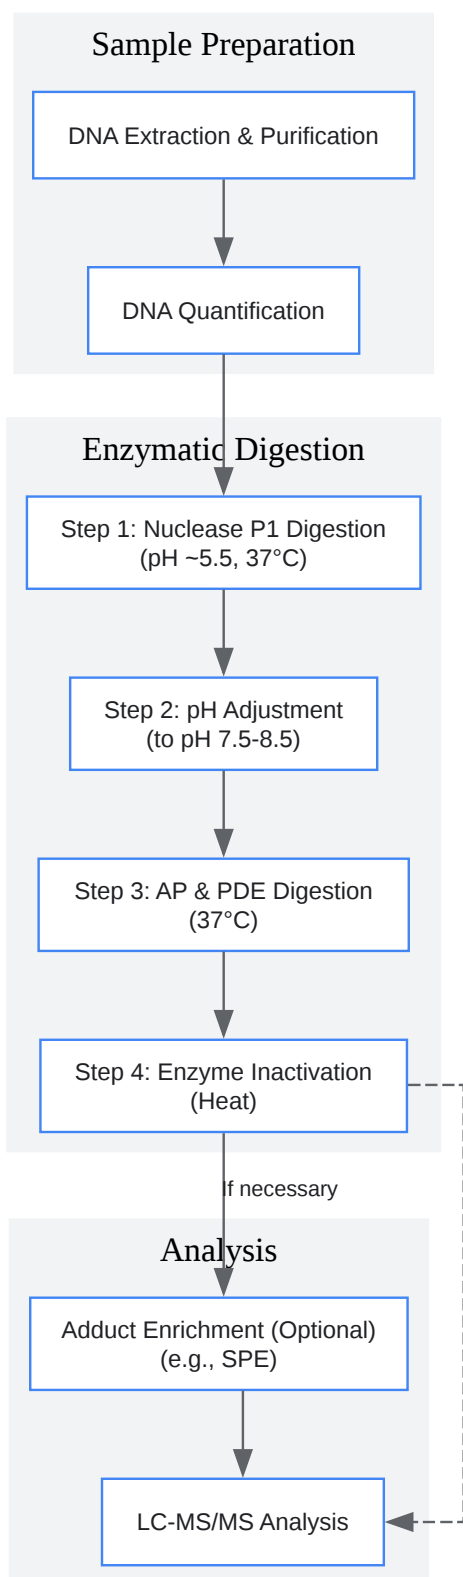 Sample Preparation
DNA Extraction & Purification
DNA Quantification
Enzymatic Digestion
Step 1: Nuclease P1 Digestion
(pH ~5.5, 37°C)
Step 2: pH Adjustment
(to pH 7.5-8.5)
Step 3: AP & PDE Digestion
(37°C)
Step 4: Enzyme Inactivation
(Heat)
If necessary
Analysis
Adduct Enrichment (Optional)
(e.g., SPE)
LC-MS/MS Analysis